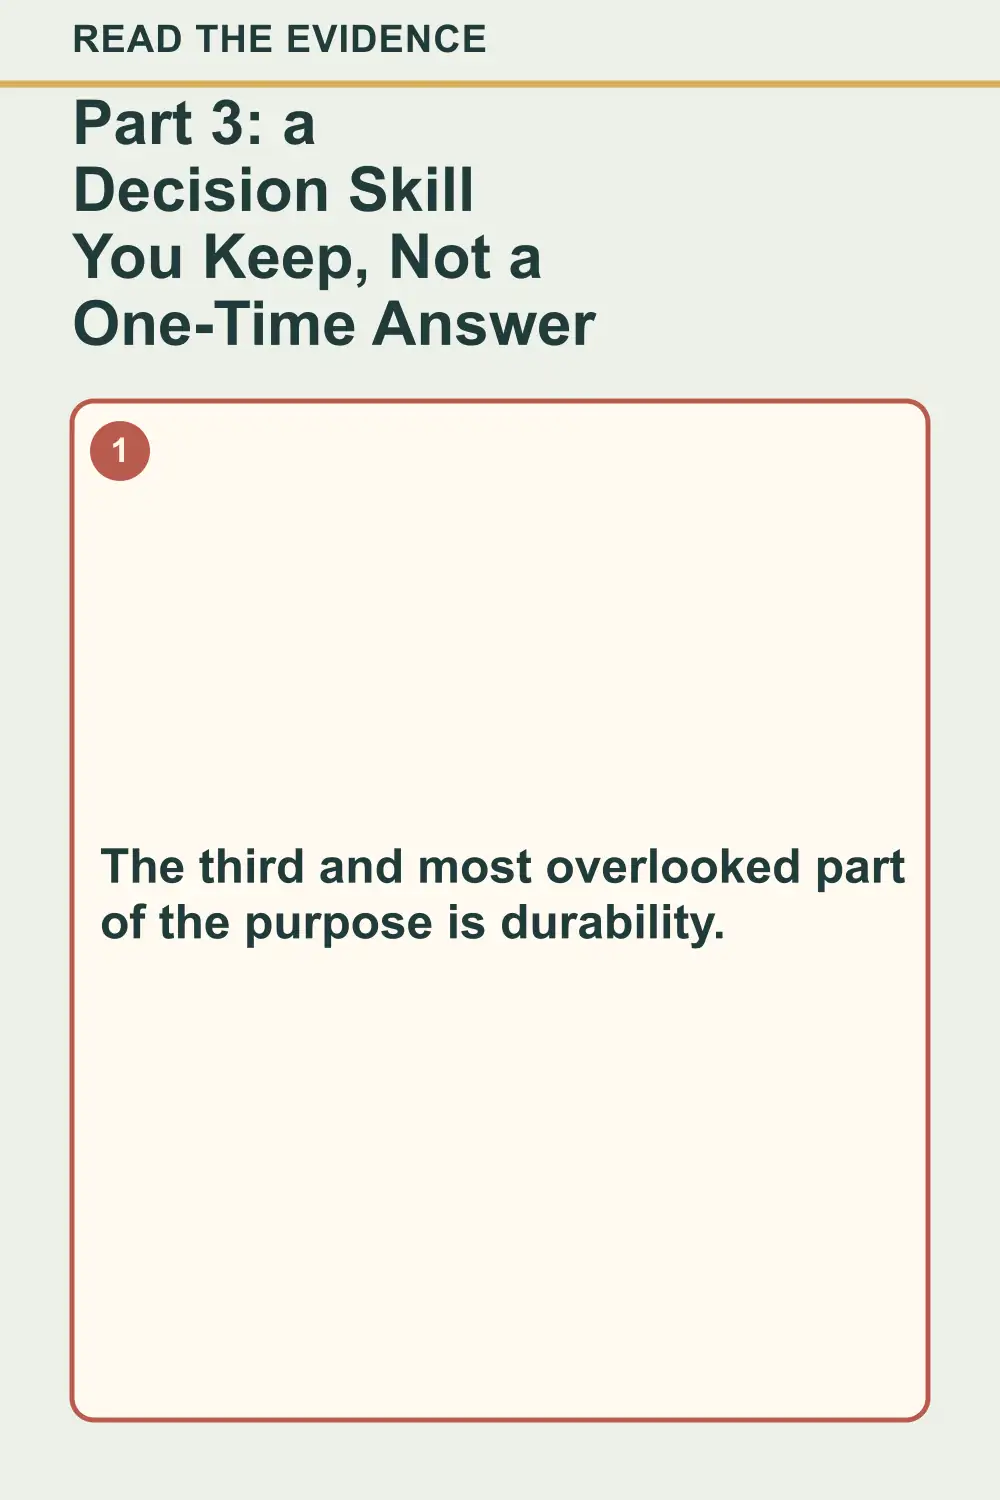 READ THE EVIDENCE
Part 3: a
Decision Skill
You Keep, Not a
One-Time Answer
1
The third and most overlooked part
of the purpose is durability.